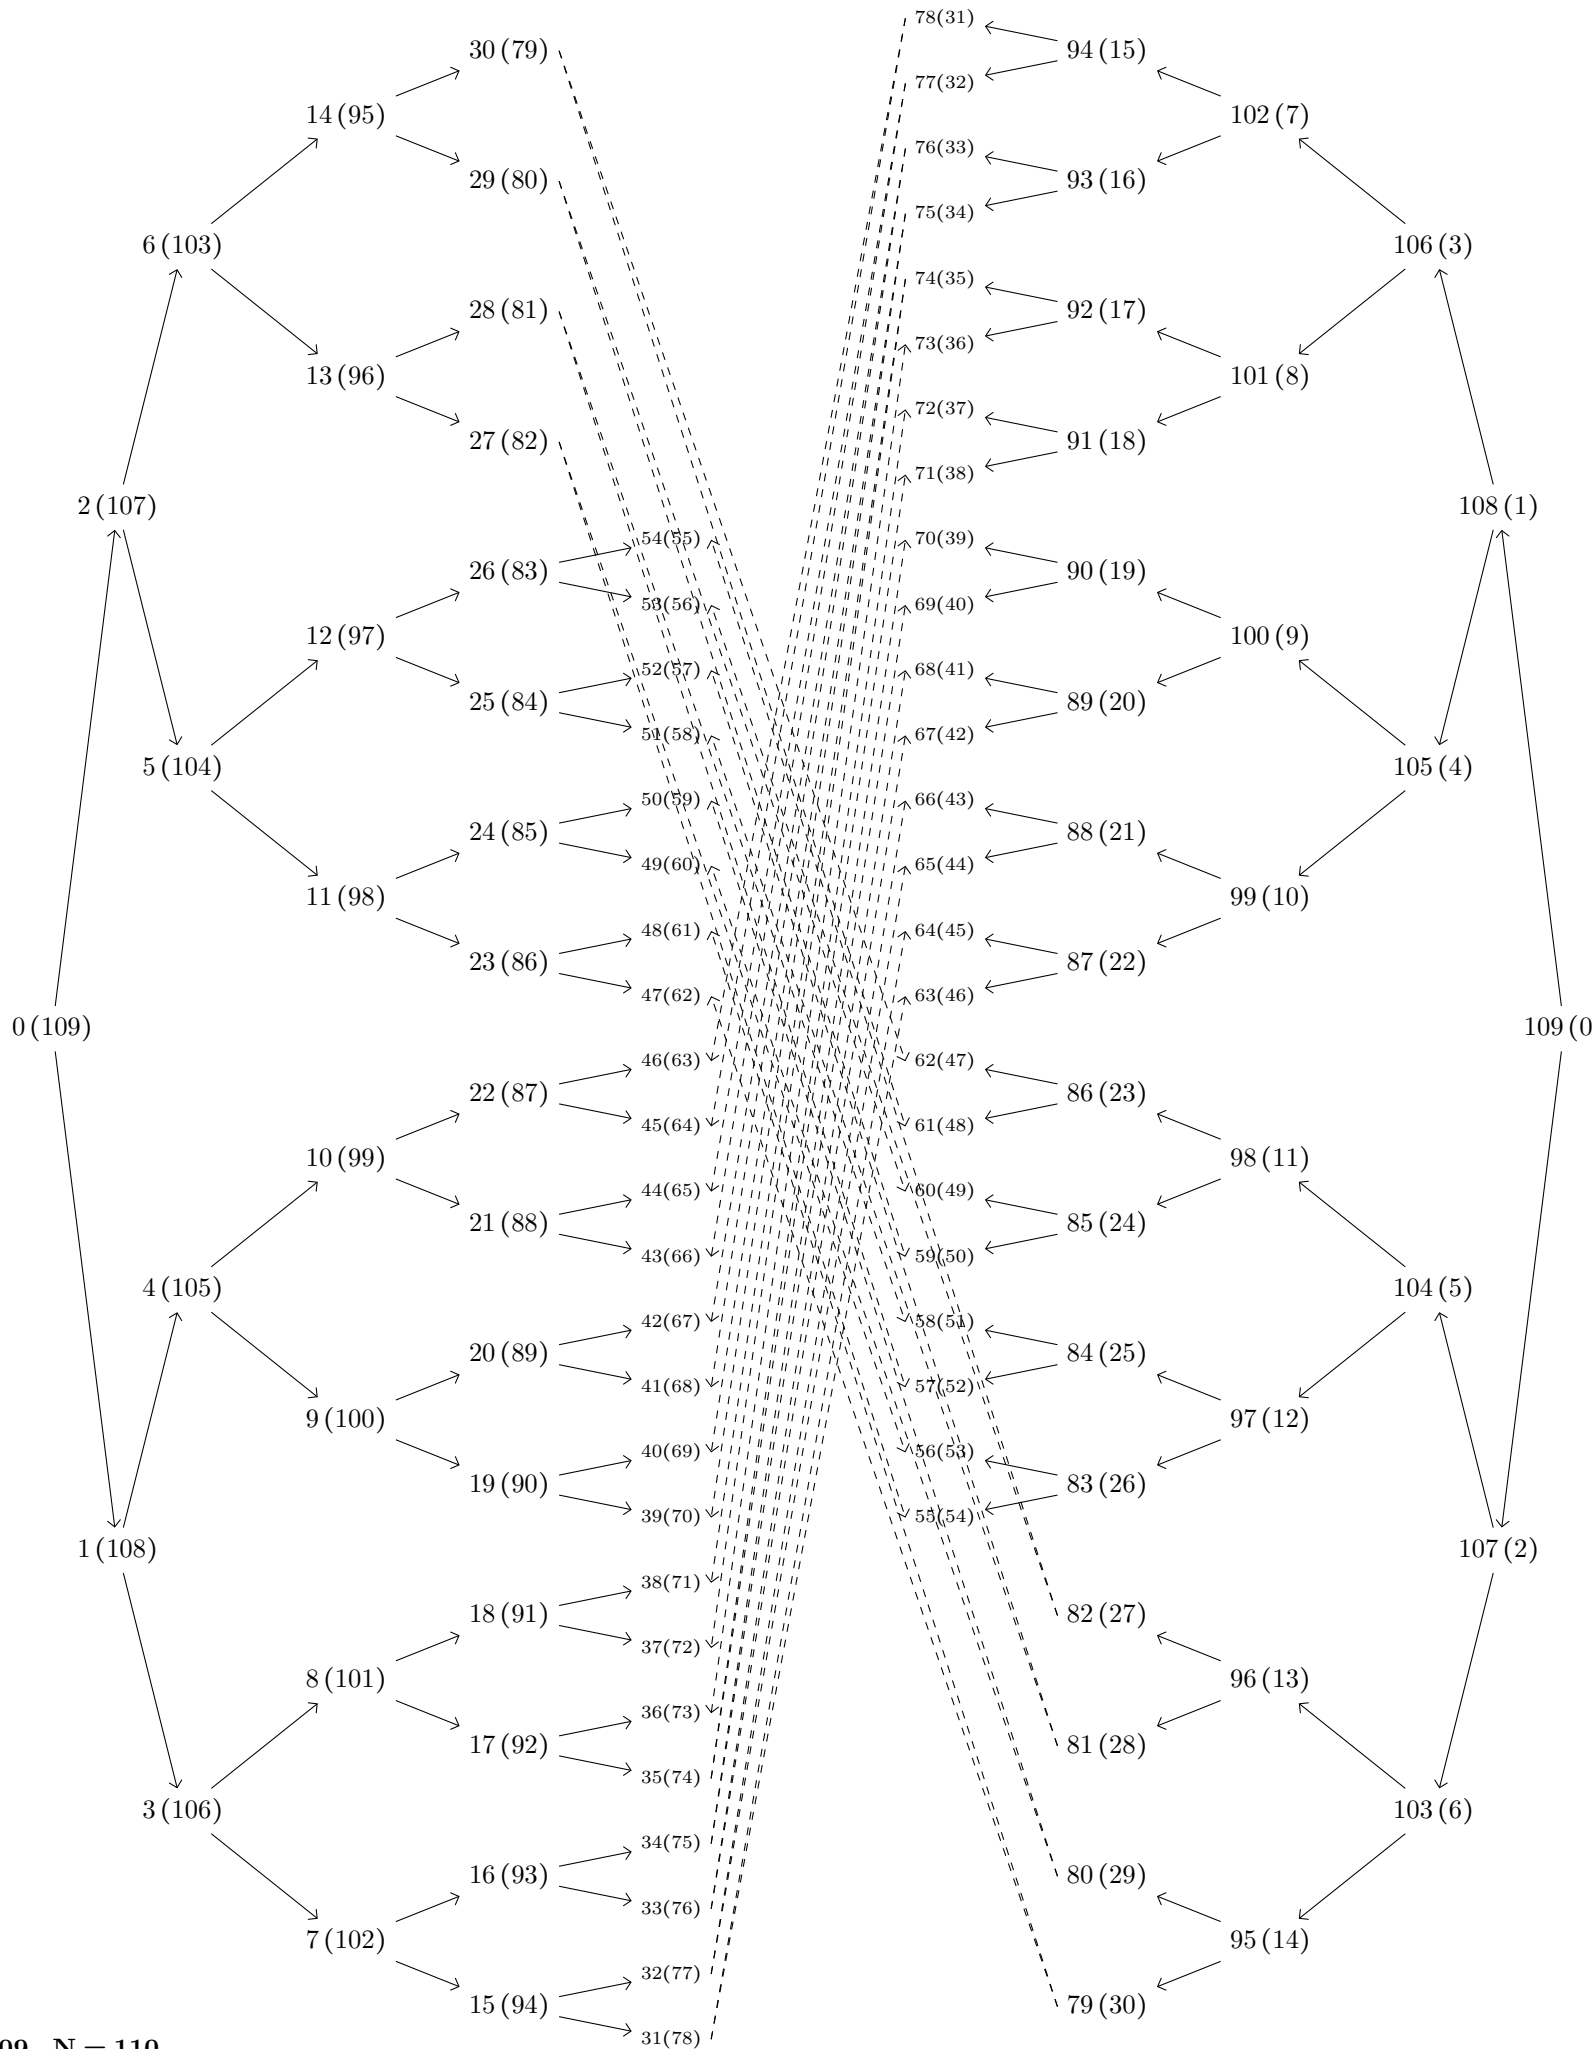 78(31)
30 (79) 94 (15)
77(32)
14 (95) 102 (7)
76(33)
29 (80) 93 (16)
75(34)
6 (103) 106 (3)
74(35)
28 (81) 92 (17)
73(36)
13 (96) 101 (8)
72(37)
27 (82) 91 (18)
71(38)
2 (107) 108 (1)
54(55) 70(39)
26 (83) 90 (19)
53(56) 69(40)
12 (97) 100 (9)
52(57) 68(41)
25 (84) 89 (20)
51(58) 67(42)
5 (104) 105 (4)
50(59) 66(43)
24 (85) 88 (21)
49(60) 65(44)
11 (98) 99 (10)
48(61) 64(45)
23 (86) 87 (22)
47(62) 63(46)
0 (109) 109 (0
46(63) 62(47)
22 (87) 86 (23)
45(64) 61(48)
10 (99) 98 (11)
44(65) 60(49)
21 (88) 85 (24)
43(66) 59(50)
4 (105) 104 (5)
42(67) 58(51)
20 (89) 84 (25)
41(68) 57(52)
9 (100) 97 (12)
40(69) 56(53)
19 (90) 83 (26)
39(70) 55(54)
1 (108) 107 (2)
38(71)
18 (91) 82 (27)
37(72)
8 (101) 96 (13)
36(73)
17 (92) 81 (28)
35(74)
3 (106) 103 (6)
34(75)
16 (93) 80 (29)
33(76)
7 (102) 95 (14)
32(77)
15 (94) 79 (30)
31(78)